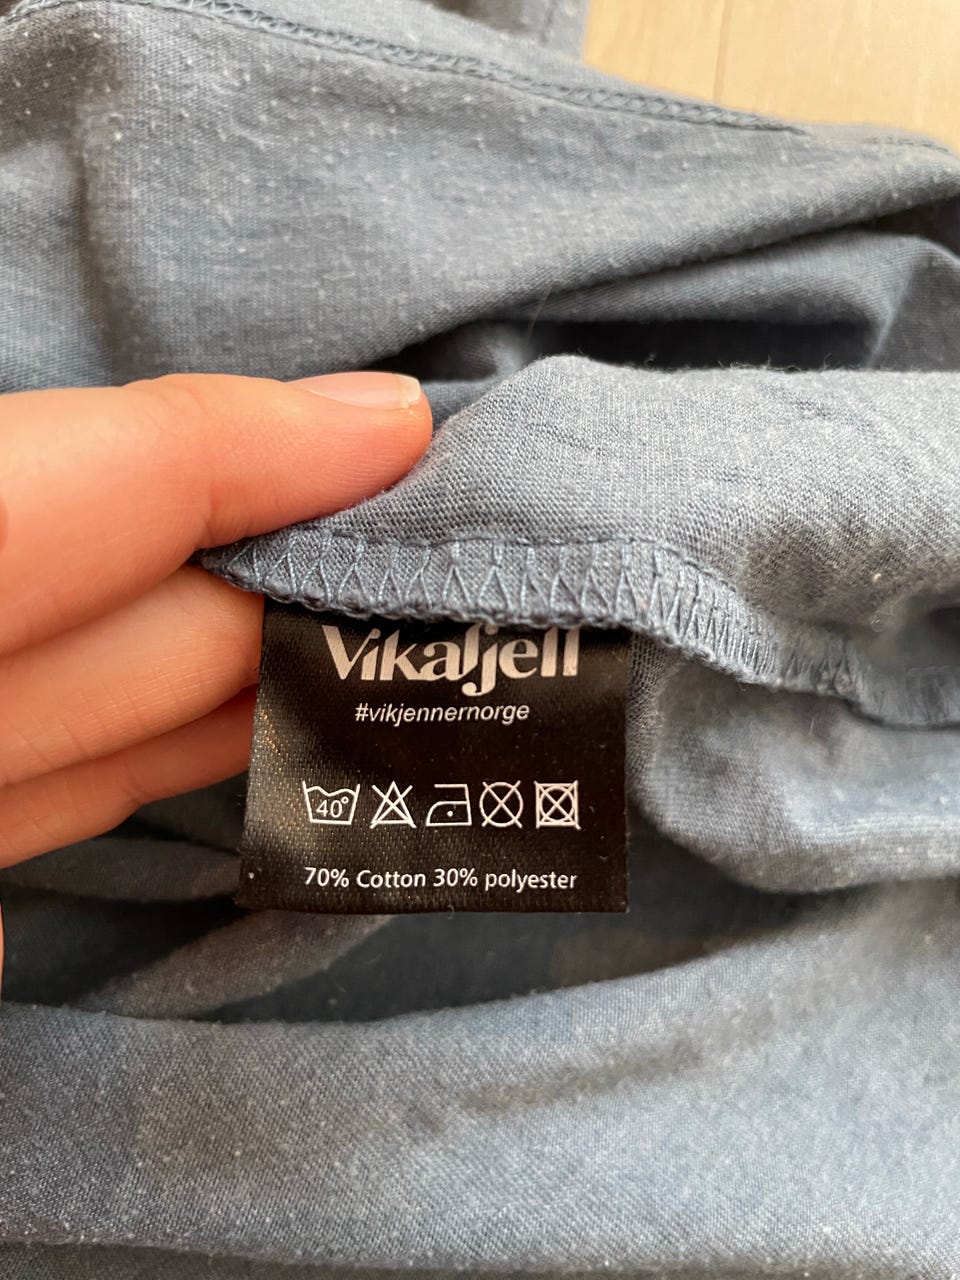 Vikafjell
#vikjennernorge
40°
70% Cotton 30% polyester